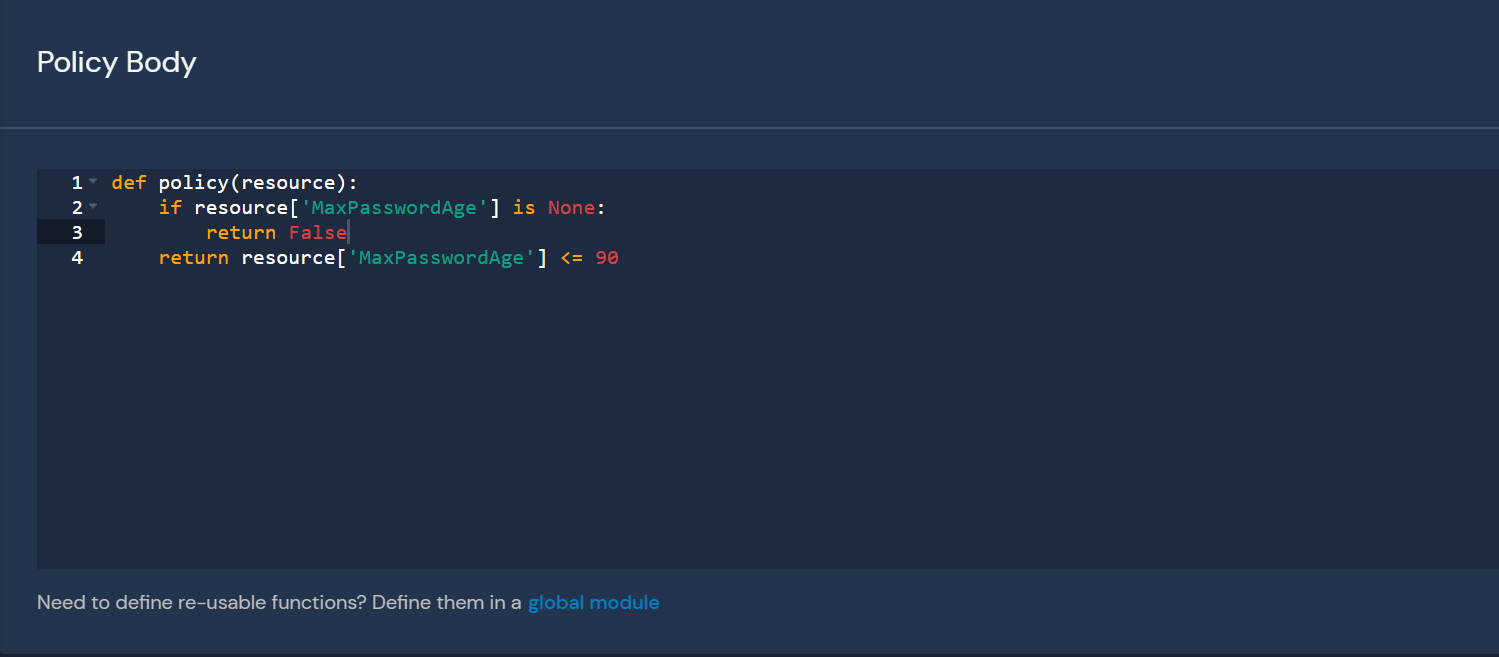 Policy Body
1 def policy(resource):
2     if resource['MaxPasswordAge'] is None:
3         return False
4     return resource['MaxPasswordAge'] <= 90
Need to define re-usable functions? Define them in a global module